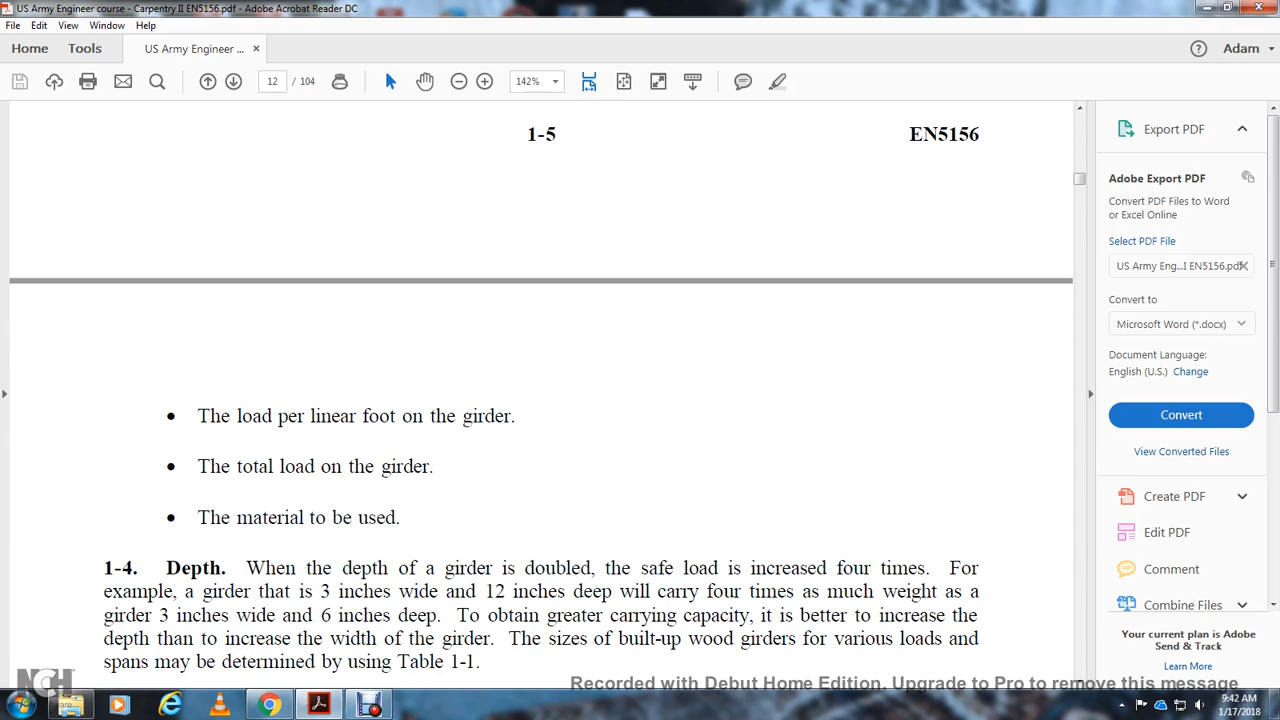 US Army Engineer course - Carpentry II EN5156.pdf - Adobe Acrobat Reader DC
File Edit View Window Help
Home Tools US Army Engineer ... × Adam
12 / 104 142%
1-5 EN5156
• The load per linear foot on the girder.
• The total load on the girder.
• The material to be used.
1-4. Depth. When the depth of a girder is doubled, the safe load is increased four times. For
example, a girder that is 3 inches wide and 12 inches deep will carry four times as much weight as a
girder 3 inches wide and 6 inches deep. To obtain greater carrying capacity, it is better to increase the
depth than to increase the width of the girder. The sizes of built-up wood girders for various loads and
spans may be determined by using Table 1-1.
Export PDF
Adobe Export PDF
Convert PDF Files to Word
or Excel Online
Select PDF File
US Army Eng...I EN5156.pdf
Convert to
Microsoft Word (*.docx)
Document Language:
English (U.S.) Change
Convert
View Converted Files
Create PDF
Edit PDF
Comment
Combine Files
Your current plan is Adobe
Send & Track
Learn More
NCH
Recorded with Debut Home Edition. Upgrade to Pro to remove this message
9:42 AM
1/17/2018